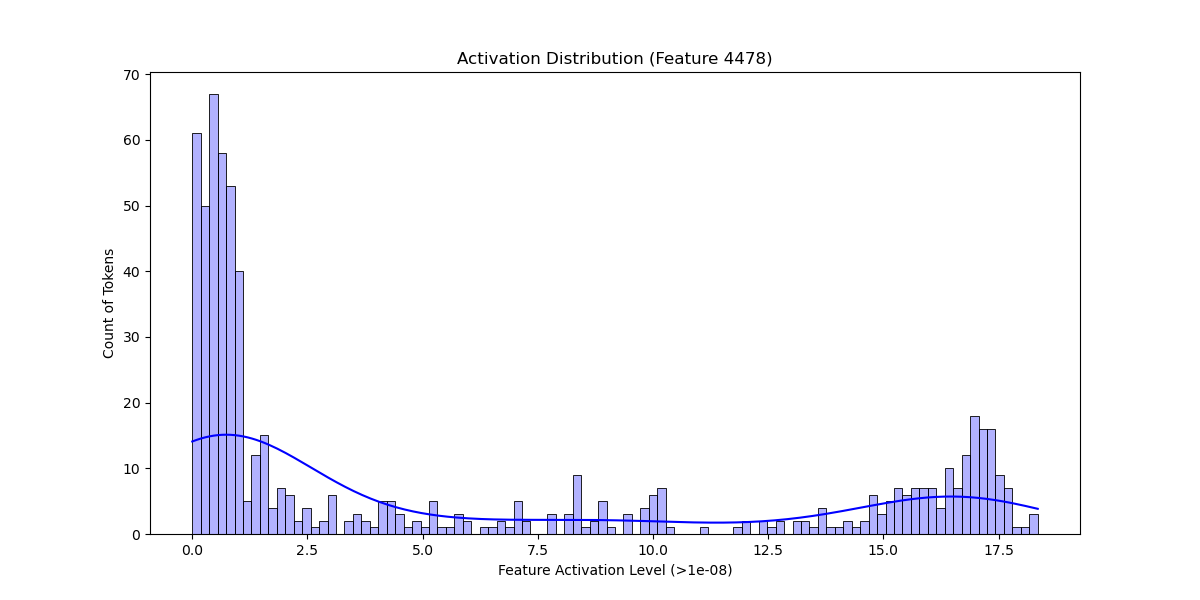 Activation Distribution (Feature 4478)
70
60
50
40
30
20
10
0
Count of Tokens
0.0 2.5 5.0 7.5 10.0 12.5 15.0 17.5
Feature Activation Level (>1e-08)